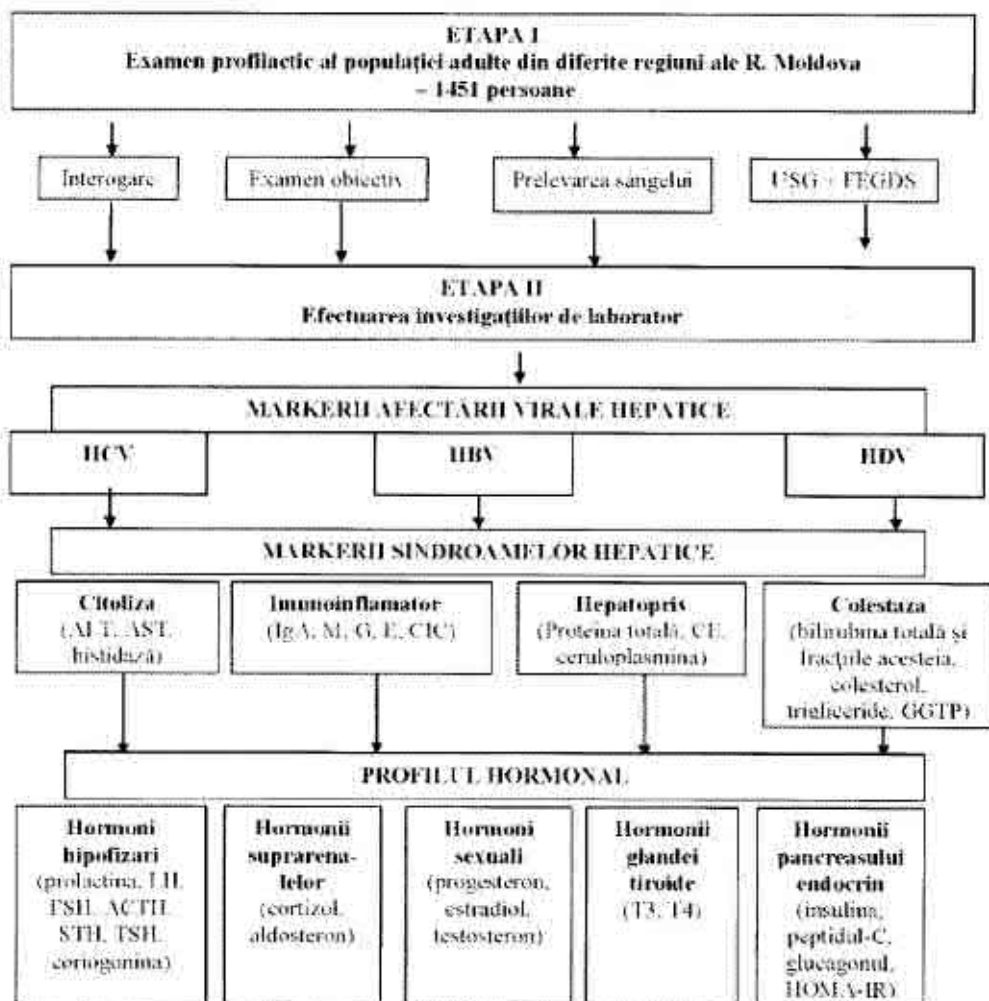 ETAPA I
Examen profilactic al populației adulte din diferite regiuni ale R. Moldova
– 1451 persoane
Interogare
Examen obiectiv
Prelevarea sângelui
USG + FEGDS
ETAPA II
Efectuarea investigațiilor de laborator
MARKERII AFECTĂRII VIRALE HEPATICE
HCV
HBV
HDV
MARKERII SINDROAMELOR HEPATICE
Citoliza
(ALT, AST,
histidază)
Imunoinflamator
(IgA, M, G, E, CIC)
Hepatopriv
(Proteina totală, CE,
ceruloplasmina)
Colestaza
(bilirubina totală și
fracțiile acesteia,
colesterol,
trigliceride, GGTP)
PROFILUL HORMONAL
Hormoni
hipofizari
(prolactina, LH,
FSH, ACTH,
STH, TSH,
coriogonina)
Hormonii
suprarena-
lelor
(cortizol,
aldosteron)
Hormoni
sexuali
(progesteron,
estradiol,
testosteron)
Hormonii
glandei
tiroide
(T3, T4)
Hormonii
pancreasului
endocrin
(insulina,
peptidul-C,
glucagonul,
HOMA-IR)